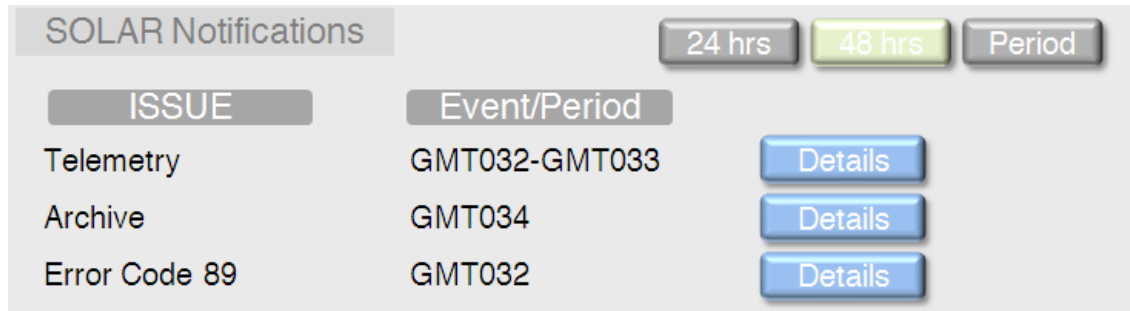 SOLAR Notifications
24 hrs 48 hrs Period
ISSUE Event/Period
Telemetry GMT032-GMT033 Details
Archive GMT034 Details
Error Code 89 GMT032 Details